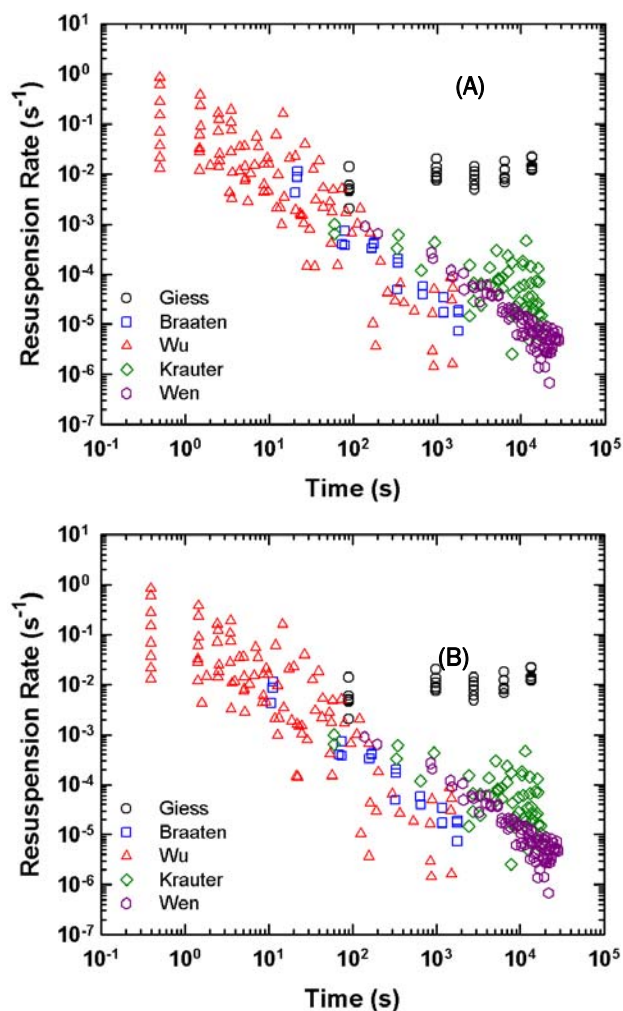 10¹
10⁰
10⁻¹
10⁻²
10⁻³
10⁻⁴
10⁻⁵
10⁻⁶
10⁻⁷
Resuspension Rate (s⁻¹)
(A)
Giess
Braaten
Wu
Krauter
Wen
10⁻¹ 10⁰ 10¹ 10² 10³ 10⁴ 10⁵
Time (s)
10¹
10⁰
10⁻¹
10⁻²
10⁻³
10⁻⁴
10⁻⁵
10⁻⁶
10⁻⁷
Resuspension Rate (s⁻¹)
(B)
Giess
Braaten
Wu
Krauter
Wen
10⁻¹ 10⁰ 10¹ 10² 10³ 10⁴ 10⁵
Time (s)